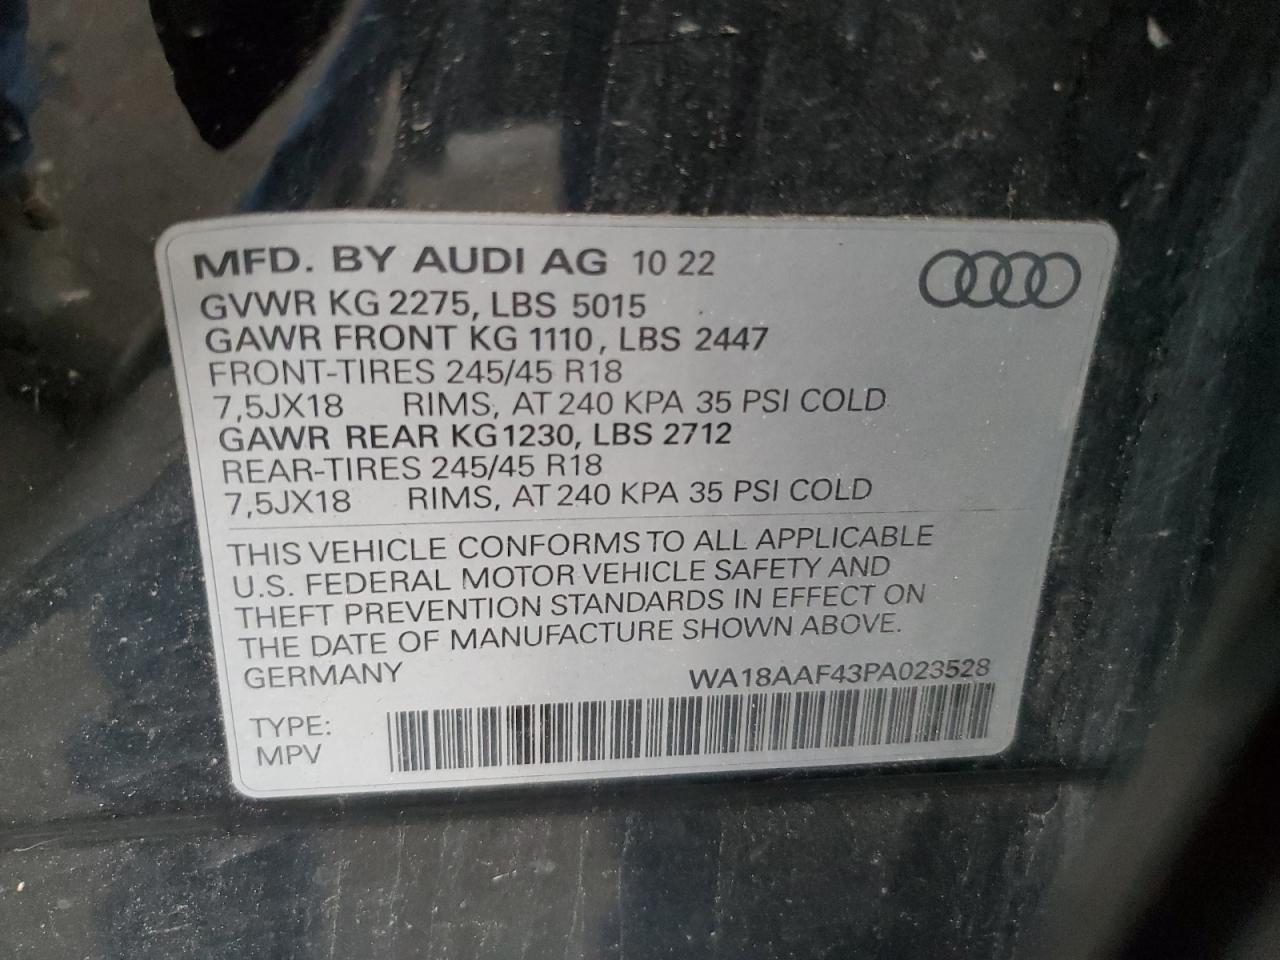 MFD. BY AUDI AG 10 22
GVWR KG 2275, LBS 5015
GAWR FRONT KG 1110, LBS 2447
FRONT-TIRES 245/45 R18
7,5JX18 RIMS, AT 240 KPA 35 PSI COLD
GAWR REAR KG 1230, LBS 2712
REAR-TIRES 245/45 R18
7,5JX18 RIMS, AT 240 KPA 35 PSI COLD
THIS VEHICLE CONFORMS TO ALL APPLICABLE
U.S. FEDERAL MOTOR VEHICLE SAFETY AND
THEFT PREVENTION STANDARDS IN EFFECT ON
THE DATE OF MANUFACTURE SHOWN ABOVE.
GERMANY WA18AAF43PA023528
TYPE:
MPV